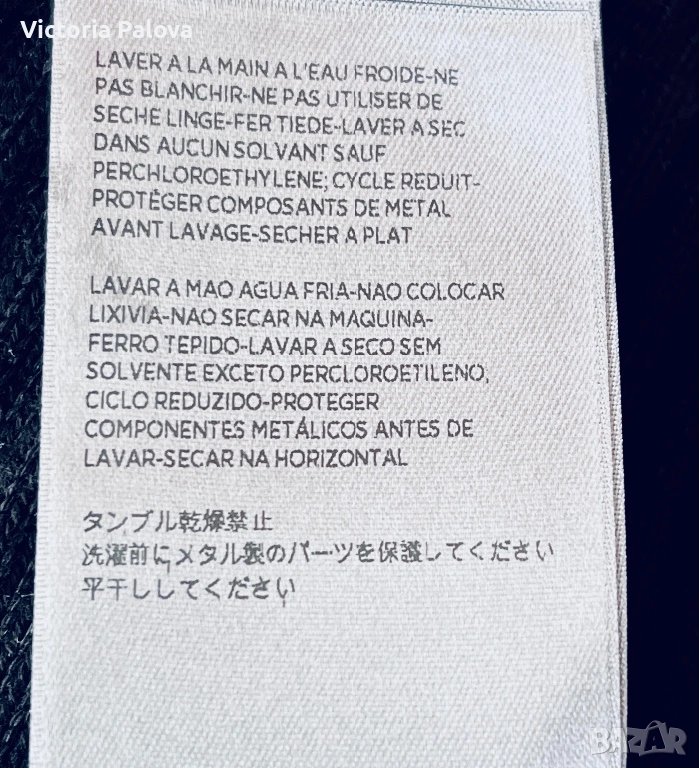 Victoria Palova
LAVER A LA MAIN A L'EAU FROIDE-NE
PAS BLANCHIR-NE PAS UTILISER DE
SECHE LINGE-FER TIEDE-LAVER A SEC
DANS AUCUN SOLVANT SAUF
PERCHLOROETHYLENE; CYCLE REDUIT-
PROTÉGER COMPOSANTS DE METAL
AVANT LAVAGE-SECHER A PLAT
LAVAR A MAO AGUA FRIA-NAO COLOCAR
LIXIVIA-NAO SECAR NA MAQUINA-
FERRO TEPIDO-LAVAR A SECO SEM
SOLVENTE EXCETO PERCLOROETILENO,
CICLO REDUZIDO-PROTEGER
COMPONENTES METÁLICOS ANTES DE
LAVAR-SECAR NA HORIZONTAL
タンブル乾燥禁止
洗濯前にメタル製のパーツを保護してください
平干ししてください
BAZAR